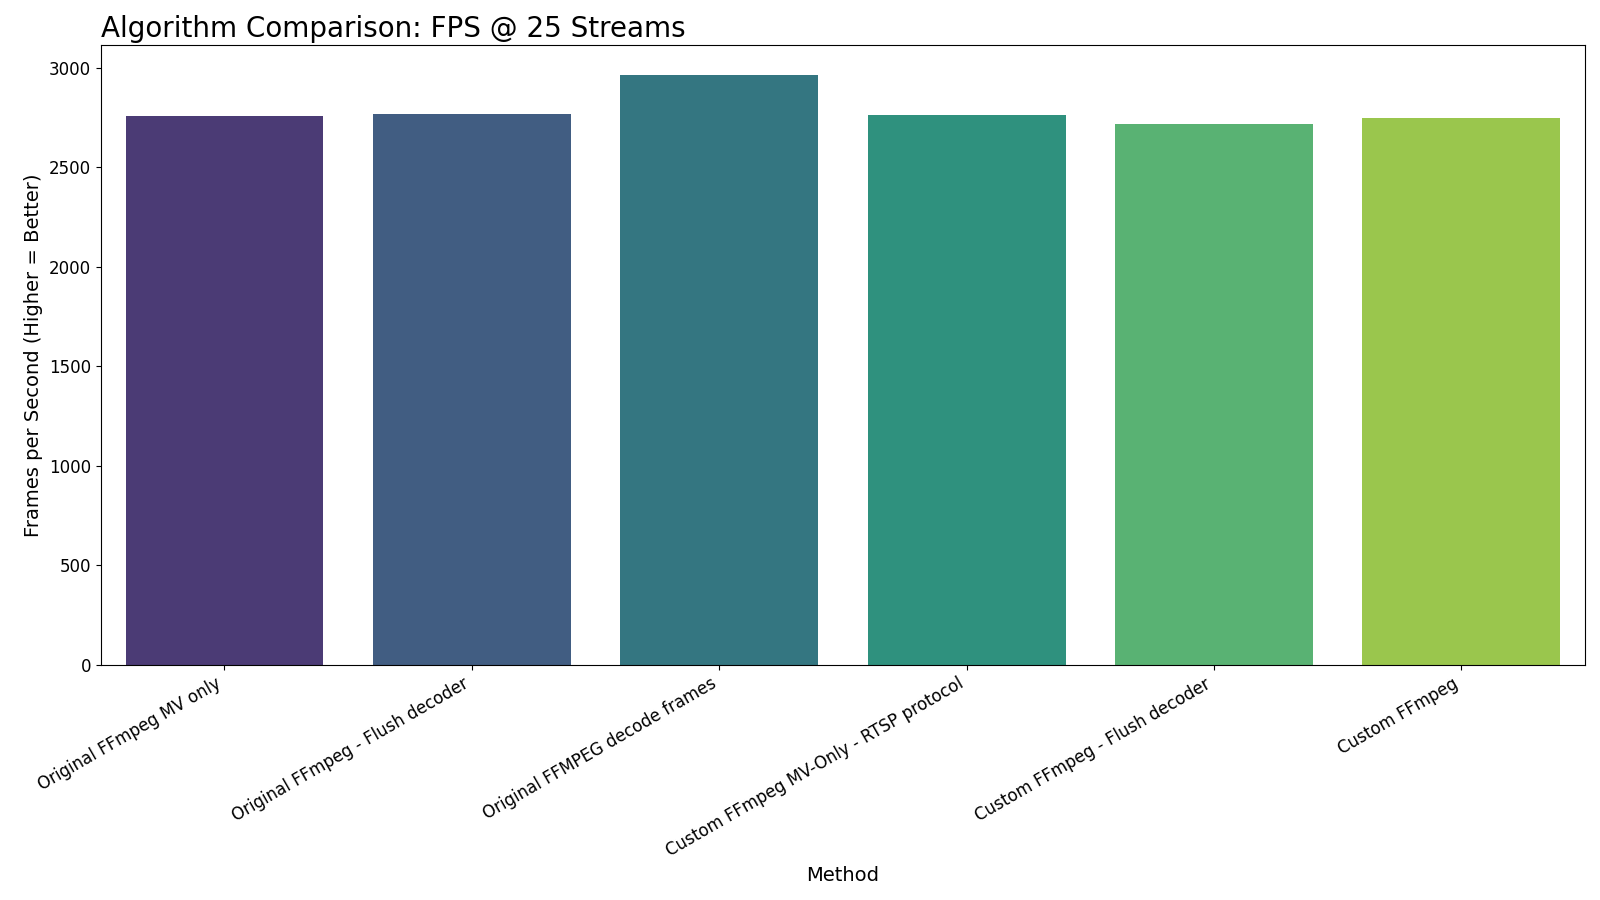 Algorithm Comparison: FPS @ 25 Streams
Frames per Second (Higher = Better)
3000
2500
2000
1500
1000
500
0
Original FFmpeg MV only
Original FFmpeg - Flush decoder
Original FFMPEG decode frames
Custom FFmpeg MV-Only - RTSP protocol
Custom FFmpeg - Flush decoder
Custom FFmpeg
Method